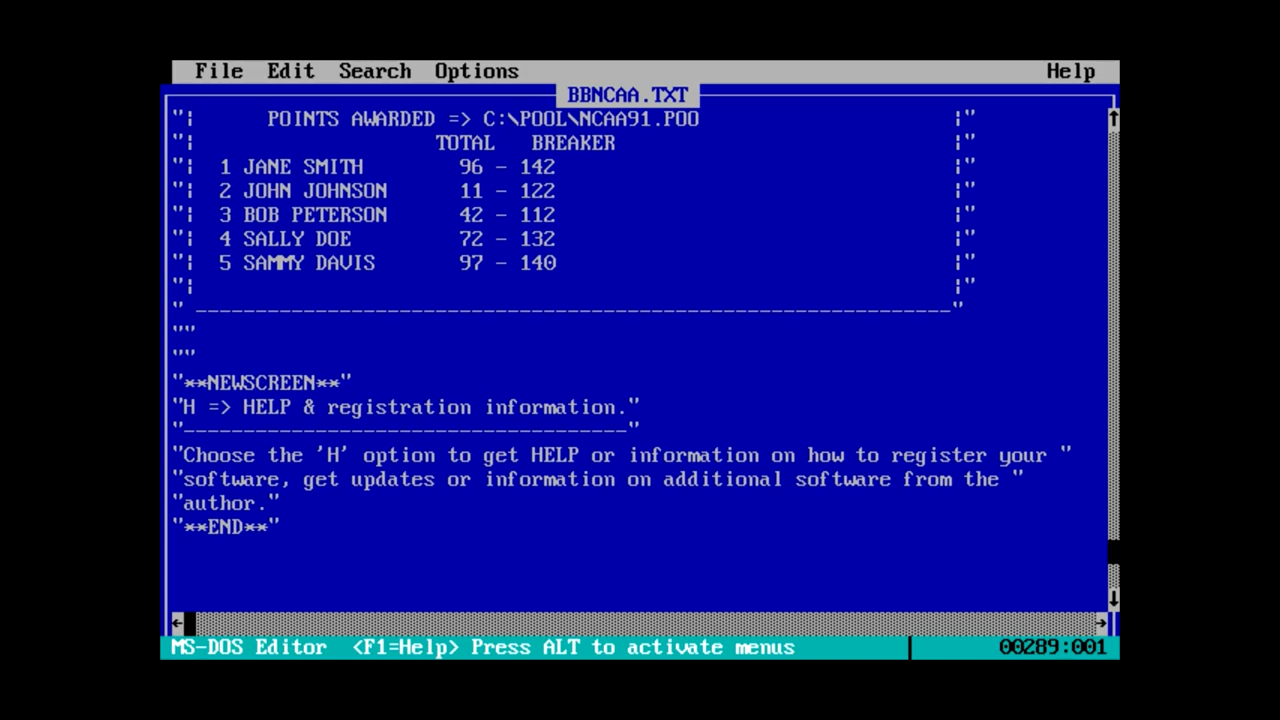 File Edit Search Options Help
BBNCAA.TXT
"¦ POINTS AWARDED => C:\POOL\NCAA91.POO ¦"
"¦ TOTAL BREAKER ¦"
"¦ 1 JANE SMITH 96 - 142 ¦"
"¦ 2 JOHN JOHNSON 11 - 122 ¦"
"¦ 3 BOB PETERSON 42 - 112 ¦"
"¦ 4 SALLY DOE 72 - 132 ¦"
"¦ 5 SAMMY DAVIS 97 - 140 ¦"
"¦ ¦"
" _______________________________________________________________"
""
""
"**NEWSCREEN**"
"H => HELP & registration information."
"_____________________________________"
"Choose the 'H' option to get HELP or information on how to register your "
"software, get updates or information on additional software from the "
"author."
"**END**"
MS-DOS Editor <F1=Help> Press ALT to activate menus 00289:001